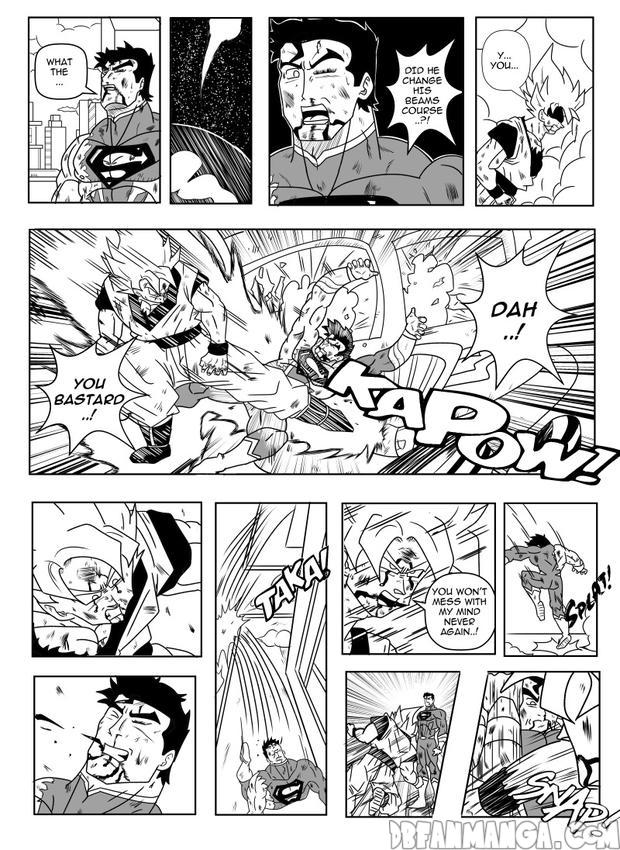 WHAT
THE
...
DID HE
CHANGE
HIS
BEAMS
COURSE
..?!
Y...
YOU...
DAH
..!
YOU
BASTARD
..!
KAPOW!
TAKA!
YOU WON'T
MESS WITH
MY MIND
NEVER
AGAIN..!
SPLAT!
SNAP!
DBFANMANGA.COM